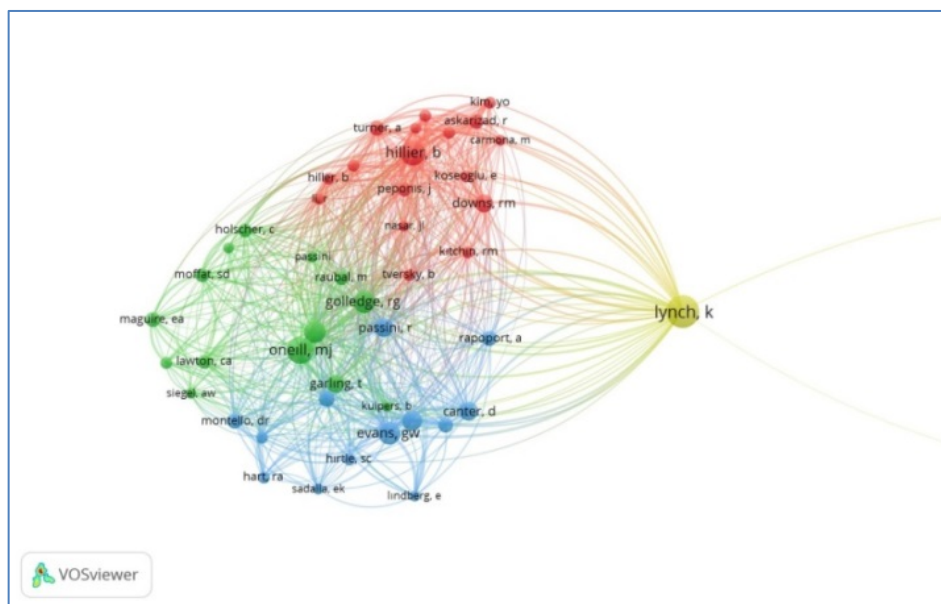 kim, yo
turner, a
askarizad, r
carmona, m
hillier, b
hiller, b
koseoglu, e
peponis, j
downs, rm
nasar, jl
holscher, c
kitchin, rm
passini
tversky, b
moffat, sd
raubal, m
golledge, rg
lynch, k
maguire, ea
passini, r
rapoport, a
oneill, mj
lawton, ca
garling, t
siegel, aw
kuipers, b
canter, d
montello, dr
evans, gw
hirtle, sc
hart, ra
sadalla, ek
lindberg, e
VOSviewer